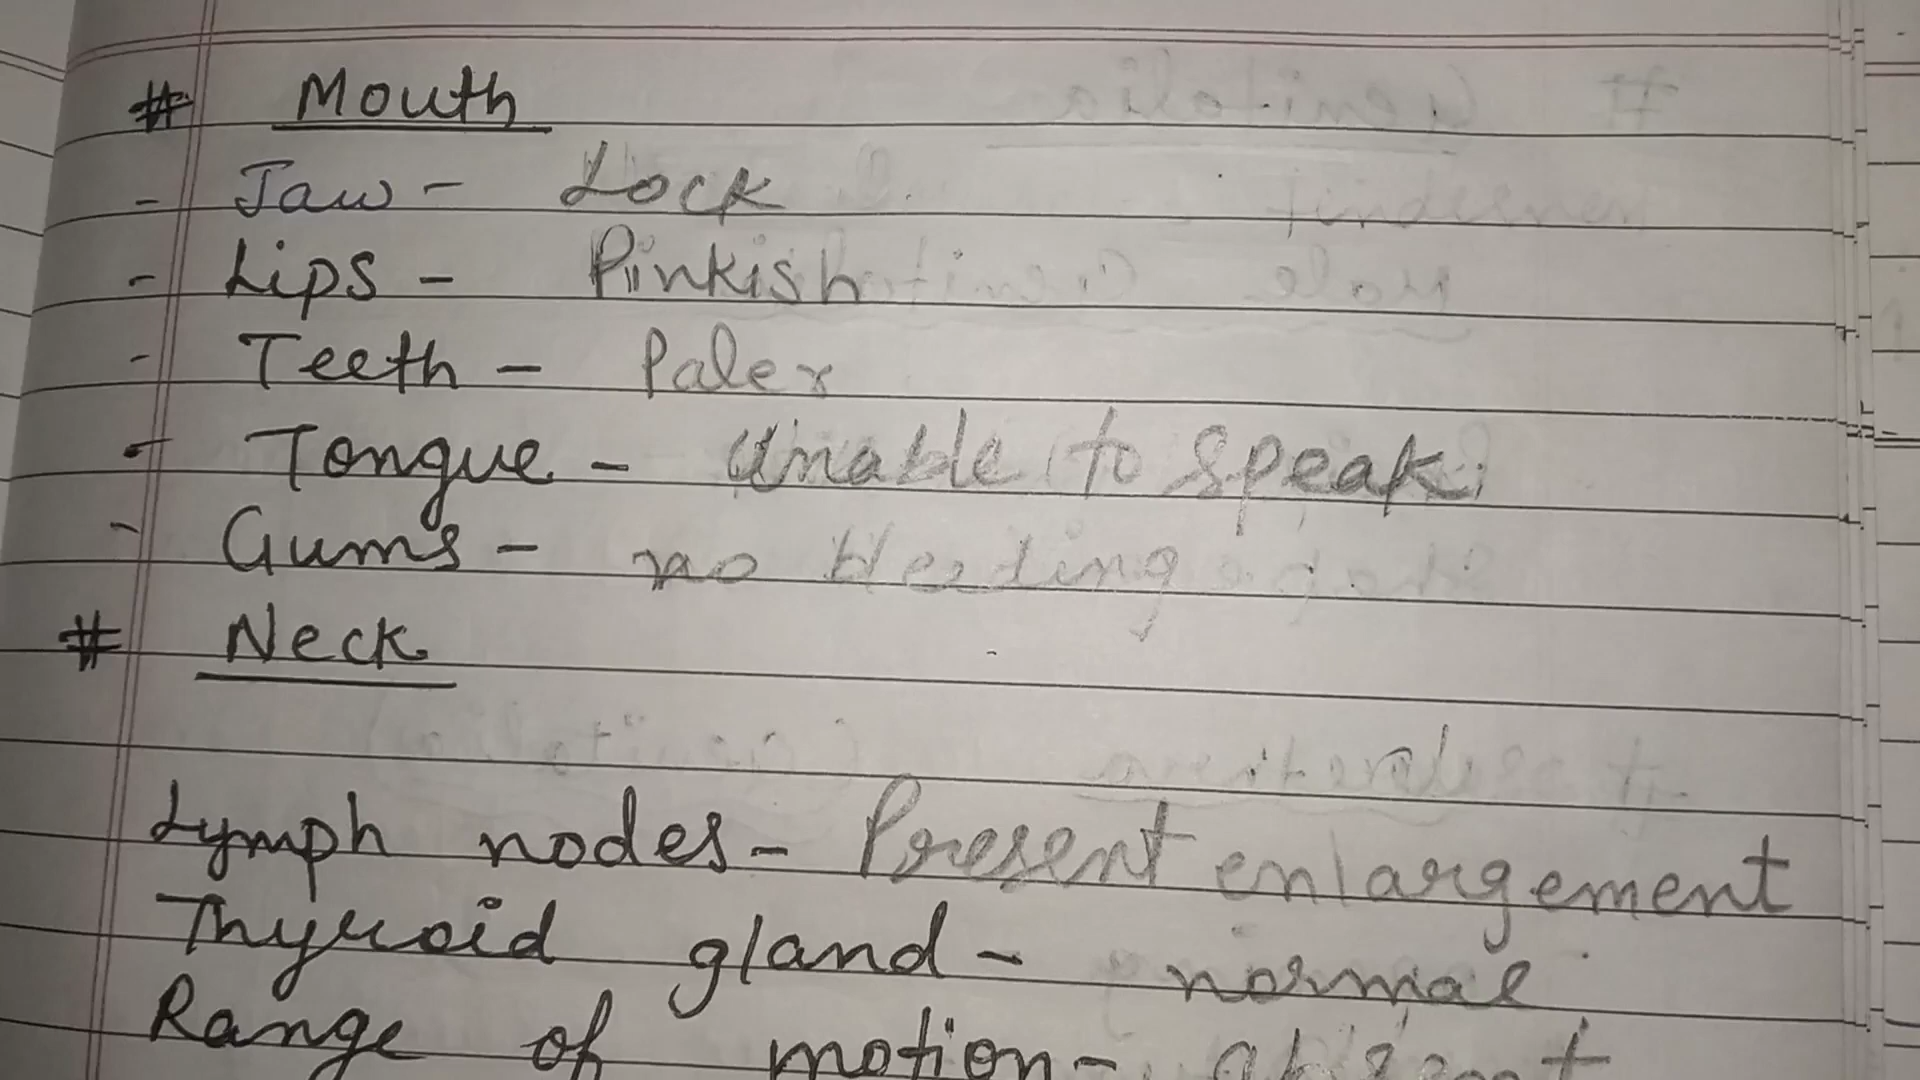 # Mouth
- Jaw - Lock
- Lips - Pinkish
- Teeth - Paler
- Tongue - Unable to speak.
- Gums - no bleeding
# Neck
Lymph nodes - Present enlargement
Thyroid gland - normal
Range of motion - absent